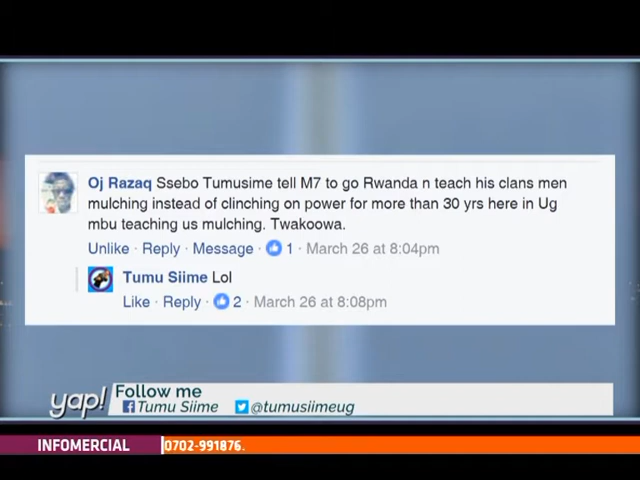 Oj Razaq Ssebo Tumusime tell M7 to go Rwanda n teach his clans men
mulching instead of clinching on power for more than 30 yrs here in Ug
mbu teaching us mulching. Twakoowa.
Unlike · Reply · Message · 1 · March 26 at 8:04pm
Tumu Siime Lol
Like · Reply · 2 · March 26 at 8:08pm
yap!
Follow me
Tumu Siime @tumusiimeug
INFOMERCIAL 0702-991876.